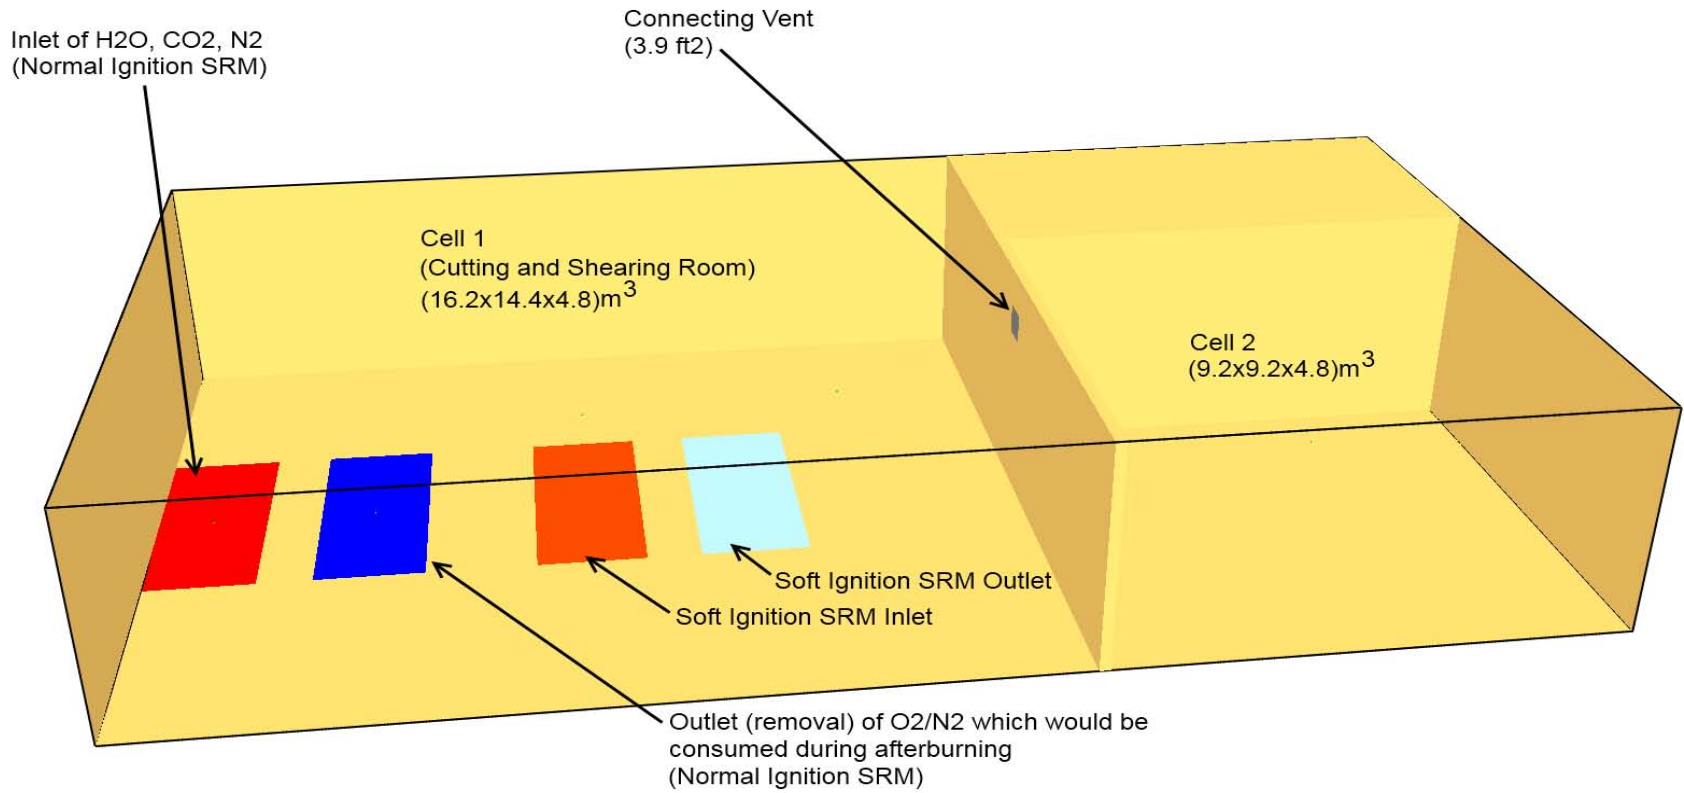 Connecting Vent
(3.9 ft2)
Inlet of H2O, CO2, N2
(Normal Ignition SRM)
Cell 1
(Cutting and Shearing Room)
(16.2x14.4x4.8)m3
Cell 2
(9.2x9.2x4.8)m3
Soft Ignition SRM Outlet
Soft Ignition SRM Inlet
Outlet (removal) of O2/N2 which would be
consumed during afterburning
(Normal Ignition SRM)